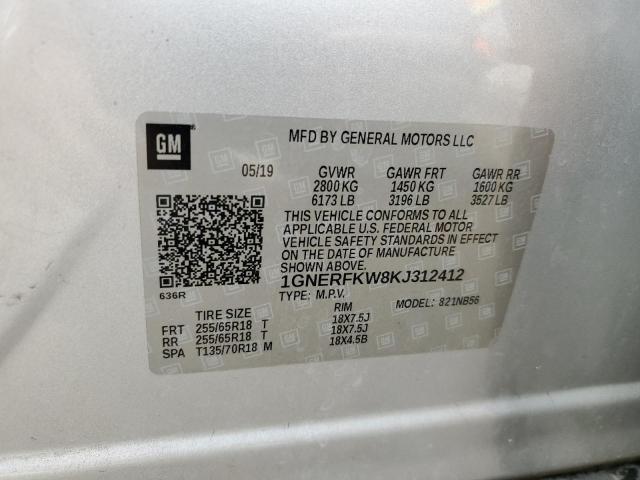 GM
MFD BY GENERAL MOTORS LLC
05/19 GVWR GAWR FRT GAWR RR
2800 KG 1450 KG 1600 KG
6173 LB 3196 LB 3527 LB
THIS VEHICLE CONFORMS TO ALL
APPLICABLE U.S. FEDERAL MOTOR
VEHICLE SAFETY STANDARDS IN EFFECT
ON THE DATE OF MANUFACTURE
SHOWN ABOVE.
1GNERFKW8KJ312412
636R
TYPE: M.P.V. MODEL: 821NB56
TIRE SIZE RIM
FRT 255/65R18 T 18X7.5J
RR 255/65R18 T 18X7.5J
SPA T135/70R18 M 18X4.5B